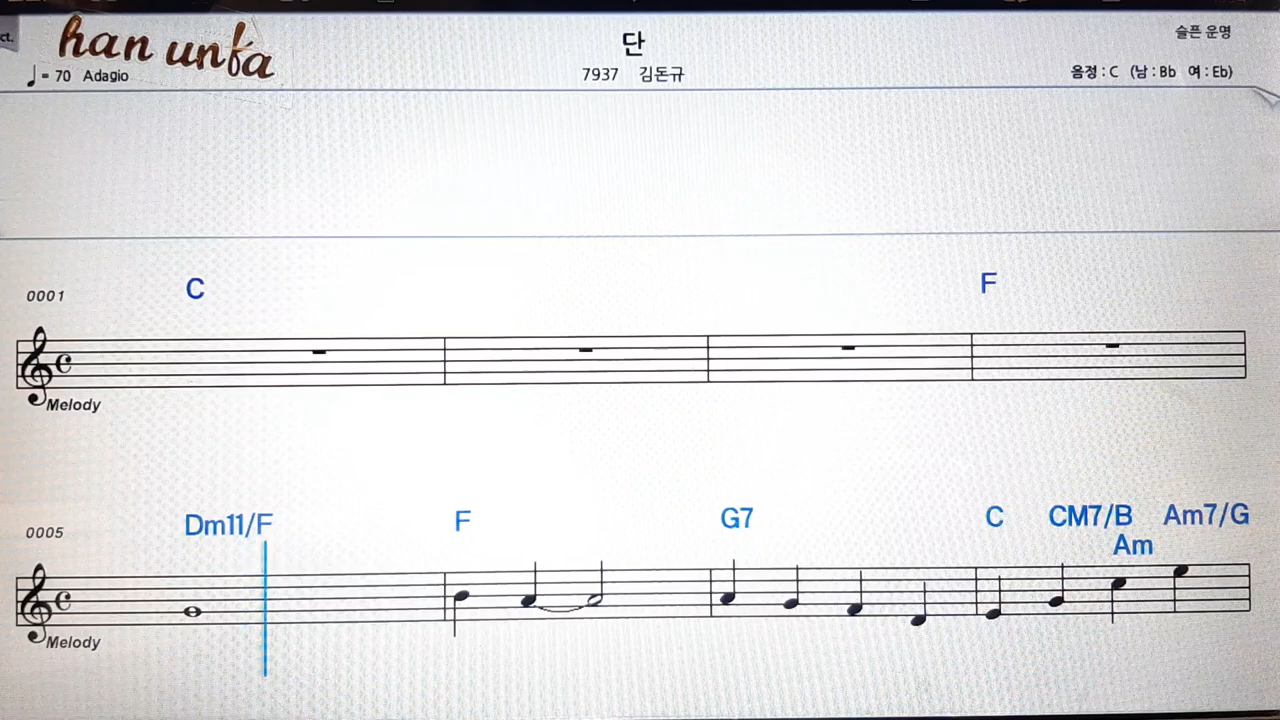 ct.
han unfa
단
슬픈 운명
♩ = 70 Adagio
7937 김돈규
음정 : C (남 : Bb 여 : Eb)
0001
C F
Melody
0005
Dm11/F F G7 C CM7/B Am7/G
Am
Melody